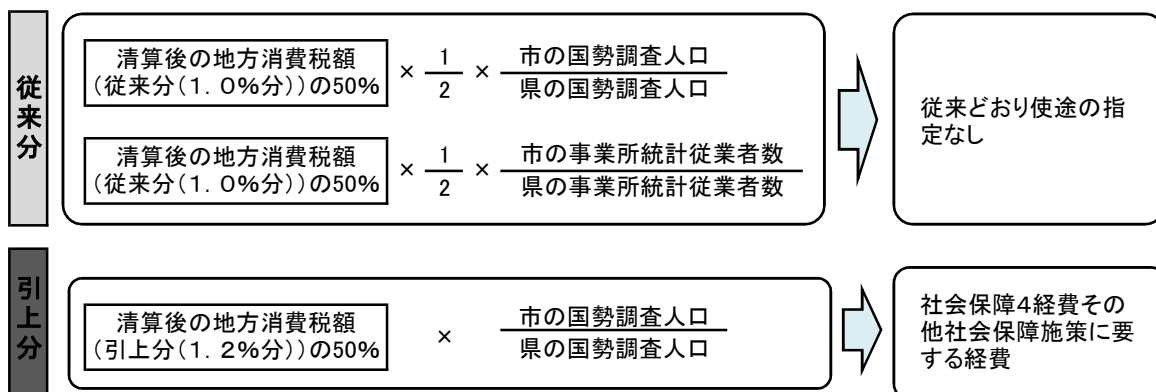 従来分
清算後の地方消費税額
(従来分(1.0%分))の50%
× 1/2 × 市の国勢調査人口/県の国勢調査人口
清算後の地方消費税額
(従来分(1.0%分))の50%
× 1/2 × 市の事業所統計従業者数/県の事業所統計従業者数
従来どおり使途の指
定なし
引上分
清算後の地方消費税額
(引上分(1.2%分))の50%
× 市の国勢調査人口/県の国勢調査人口
社会保障4経費その
他社会保障施策に要
する経費